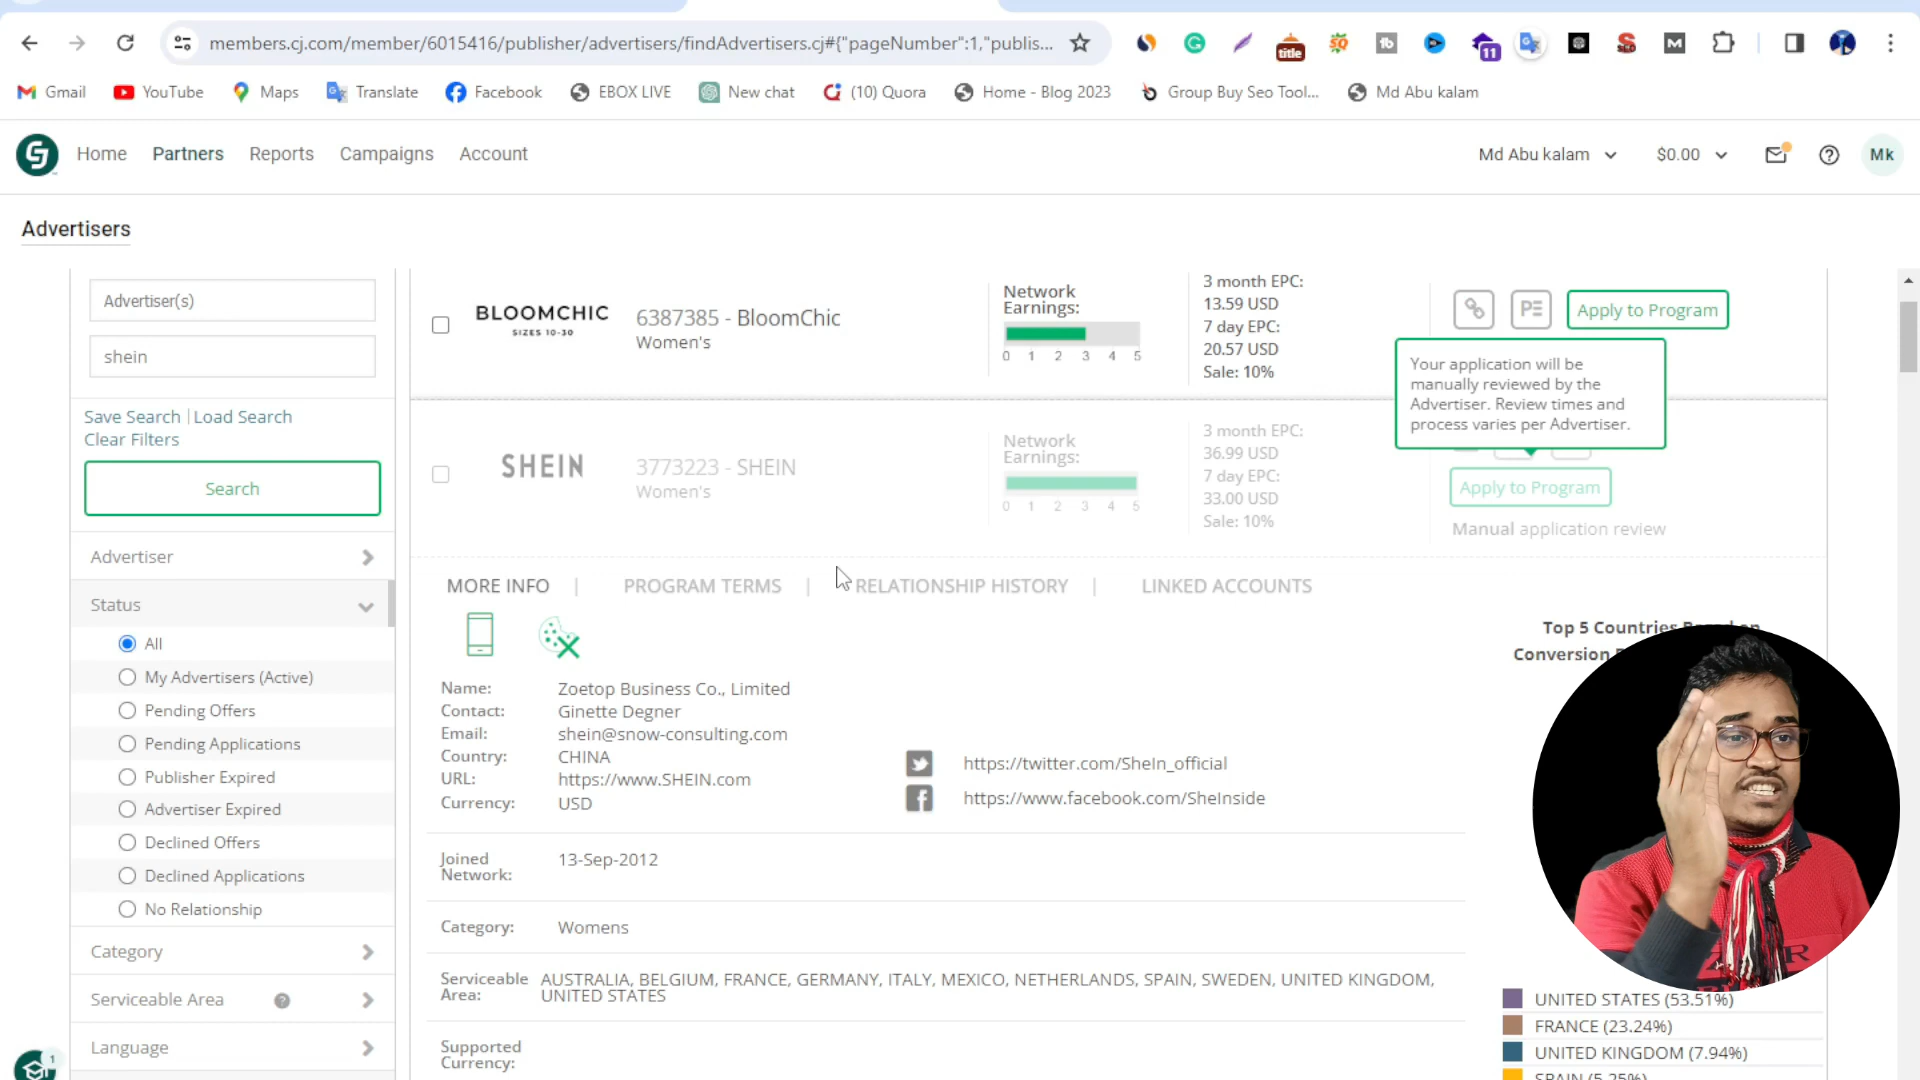 members.cj.com/member/6015416/publisher/advertisers/findAdvertisers.cj#{"pageNumber":1,"publis...
title
11
Gmail
YouTube
Maps
Translate
Facebook
EBOX LIVE
New chat
(10) Quora
Home - Blog 2023
Group Buy Seo Tool...
Md Abu kalam
Home
Partners
Reports
Campaigns
Account
Md Abu kalam
$0.00
Mk
Advertisers
Advertiser(s)
shein
Save Search | Load Search
Clear Filters
Search
Advertiser
Status
All
My Advertisers (Active)
Pending Offers
Pending Applications
Publisher Expired
Advertiser Expired
Declined Offers
Declined Applications
No Relationship
Category
Serviceable Area
Language
1
BLOOMCHIC
SIZES 10-30
6387385 - BloomChic
Women's
Network
Earnings:
0 1 2 3 4 5
3 month EPC:
13.59 USD
7 day EPC:
20.57 USD
Sale: 10%
Apply to Program
Your application will be
manually reviewed by the
Advertiser. Review times and
process varies per Advertiser.
SHEIN
3773223 - SHEIN
Women's
Network
Earnings:
0 1 2 3 4 5
3 month EPC:
36.99 USD
7 day EPC:
33.00 USD
Sale: 10%
Apply to Program
Manual application review
MORE INFO | PROGRAM TERMS | RELATIONSHIP HISTORY | LINKED ACCOUNTS
Name: Zoetop Business Co., Limited
Contact: Ginette Degner
Email: shein@snow-consulting.com
Country: CHINA
URL: https://www.SHEIN.com
Currency: USD
https://twitter.com/SheIn_official
https://www.facebook.com/SheInside
Joined
Network:
13-Sep-2012
Category: Womens
Serviceable
Area:
AUSTRALIA, BELGIUM, FRANCE, GERMANY, ITALY, MEXICO, NETHERLANDS, SPAIN, SWEDEN, UNITED KINGDOM,
UNITED STATES
Supported
Currency:
Top 5 Countries Based on
Conversion
UNITED STATES (53.51%)
FRANCE (23.24%)
UNITED KINGDOM (7.94%)
SPAIN (5.25%)